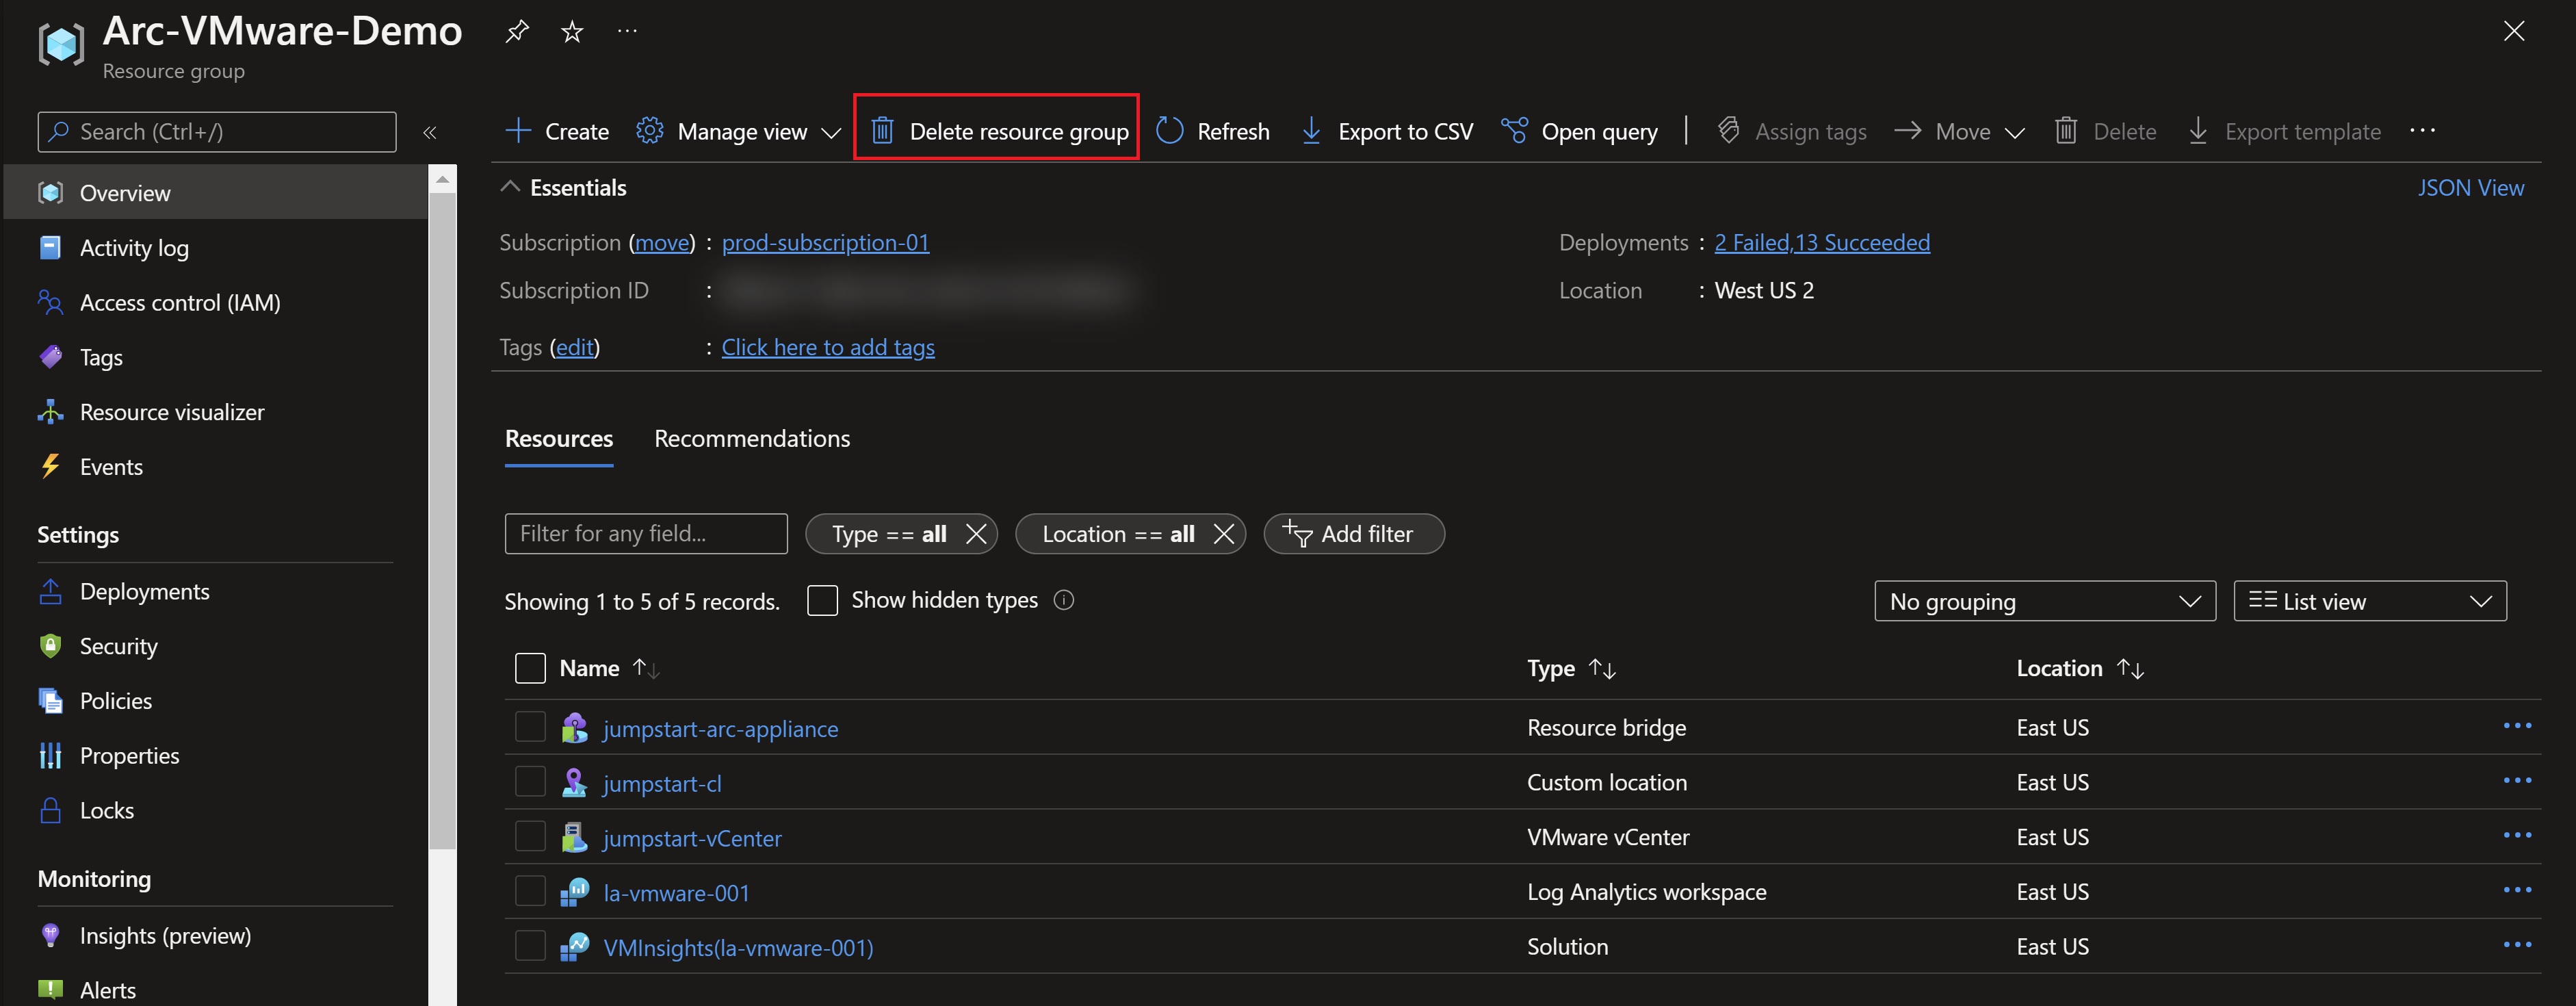 Arc-VMware-Demo
Resource group
Search (Ctrl+/)
Create Manage view Delete resource group Refresh Export to CSV Open query | Assign tags Move Delete Export template
Overview
Activity log
Access control (IAM)
Tags
Resource visualizer
Events
Settings
Deployments
Security
Policies
Properties
Locks
Monitoring
Insights (preview)
Alerts
Essentials
JSON View
Subscription (move) : prod-subscription-01
Deployments : 2 Failed,13 Succeeded
Subscription ID :
Location : West US 2
Tags (edit) : Click here to add tags
Resources Recommendations
Filter for any field... Type == all Location == all Add filter
Showing 1 to 5 of 5 records. Show hidden types No grouping List view
Name Type Location
jumpstart-arc-appliance Resource bridge East US
jumpstart-cl Custom location East US
jumpstart-vCenter VMware vCenter East US
la-vmware-001 Log Analytics workspace East US
VMInsights(la-vmware-001) Solution East US